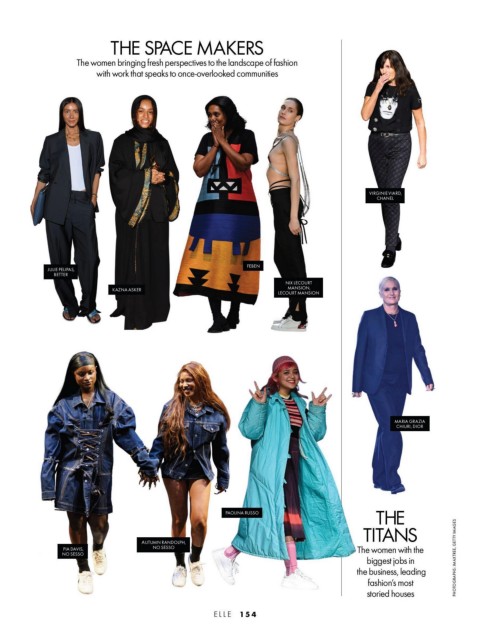 THE SPACE MAKERS
The women bringing fresh perspectives to the landscape of fashion
with work that speaks to once-overlooked communities
VIRGINIE VIARD,
CHANEL
JULIE PELIPAS,
BETTER
KAZNA ASKER
FEBEN
NIK LECOURT
MANSION,
LECOURT MANSION
MARIA GRAZIA
CHIURI, DIOR
PAOLINA RUSSO
AUTUMN RANDOLPH,
NO SESSO
PIA DAVIS,
NO SESSO
THE
TITANS
The women with the
biggest jobs in
the business, leading
fashion's most
storied houses
PHOTOGRAPHS: MAXTREE, GETTY IMAGES
ELLE 154